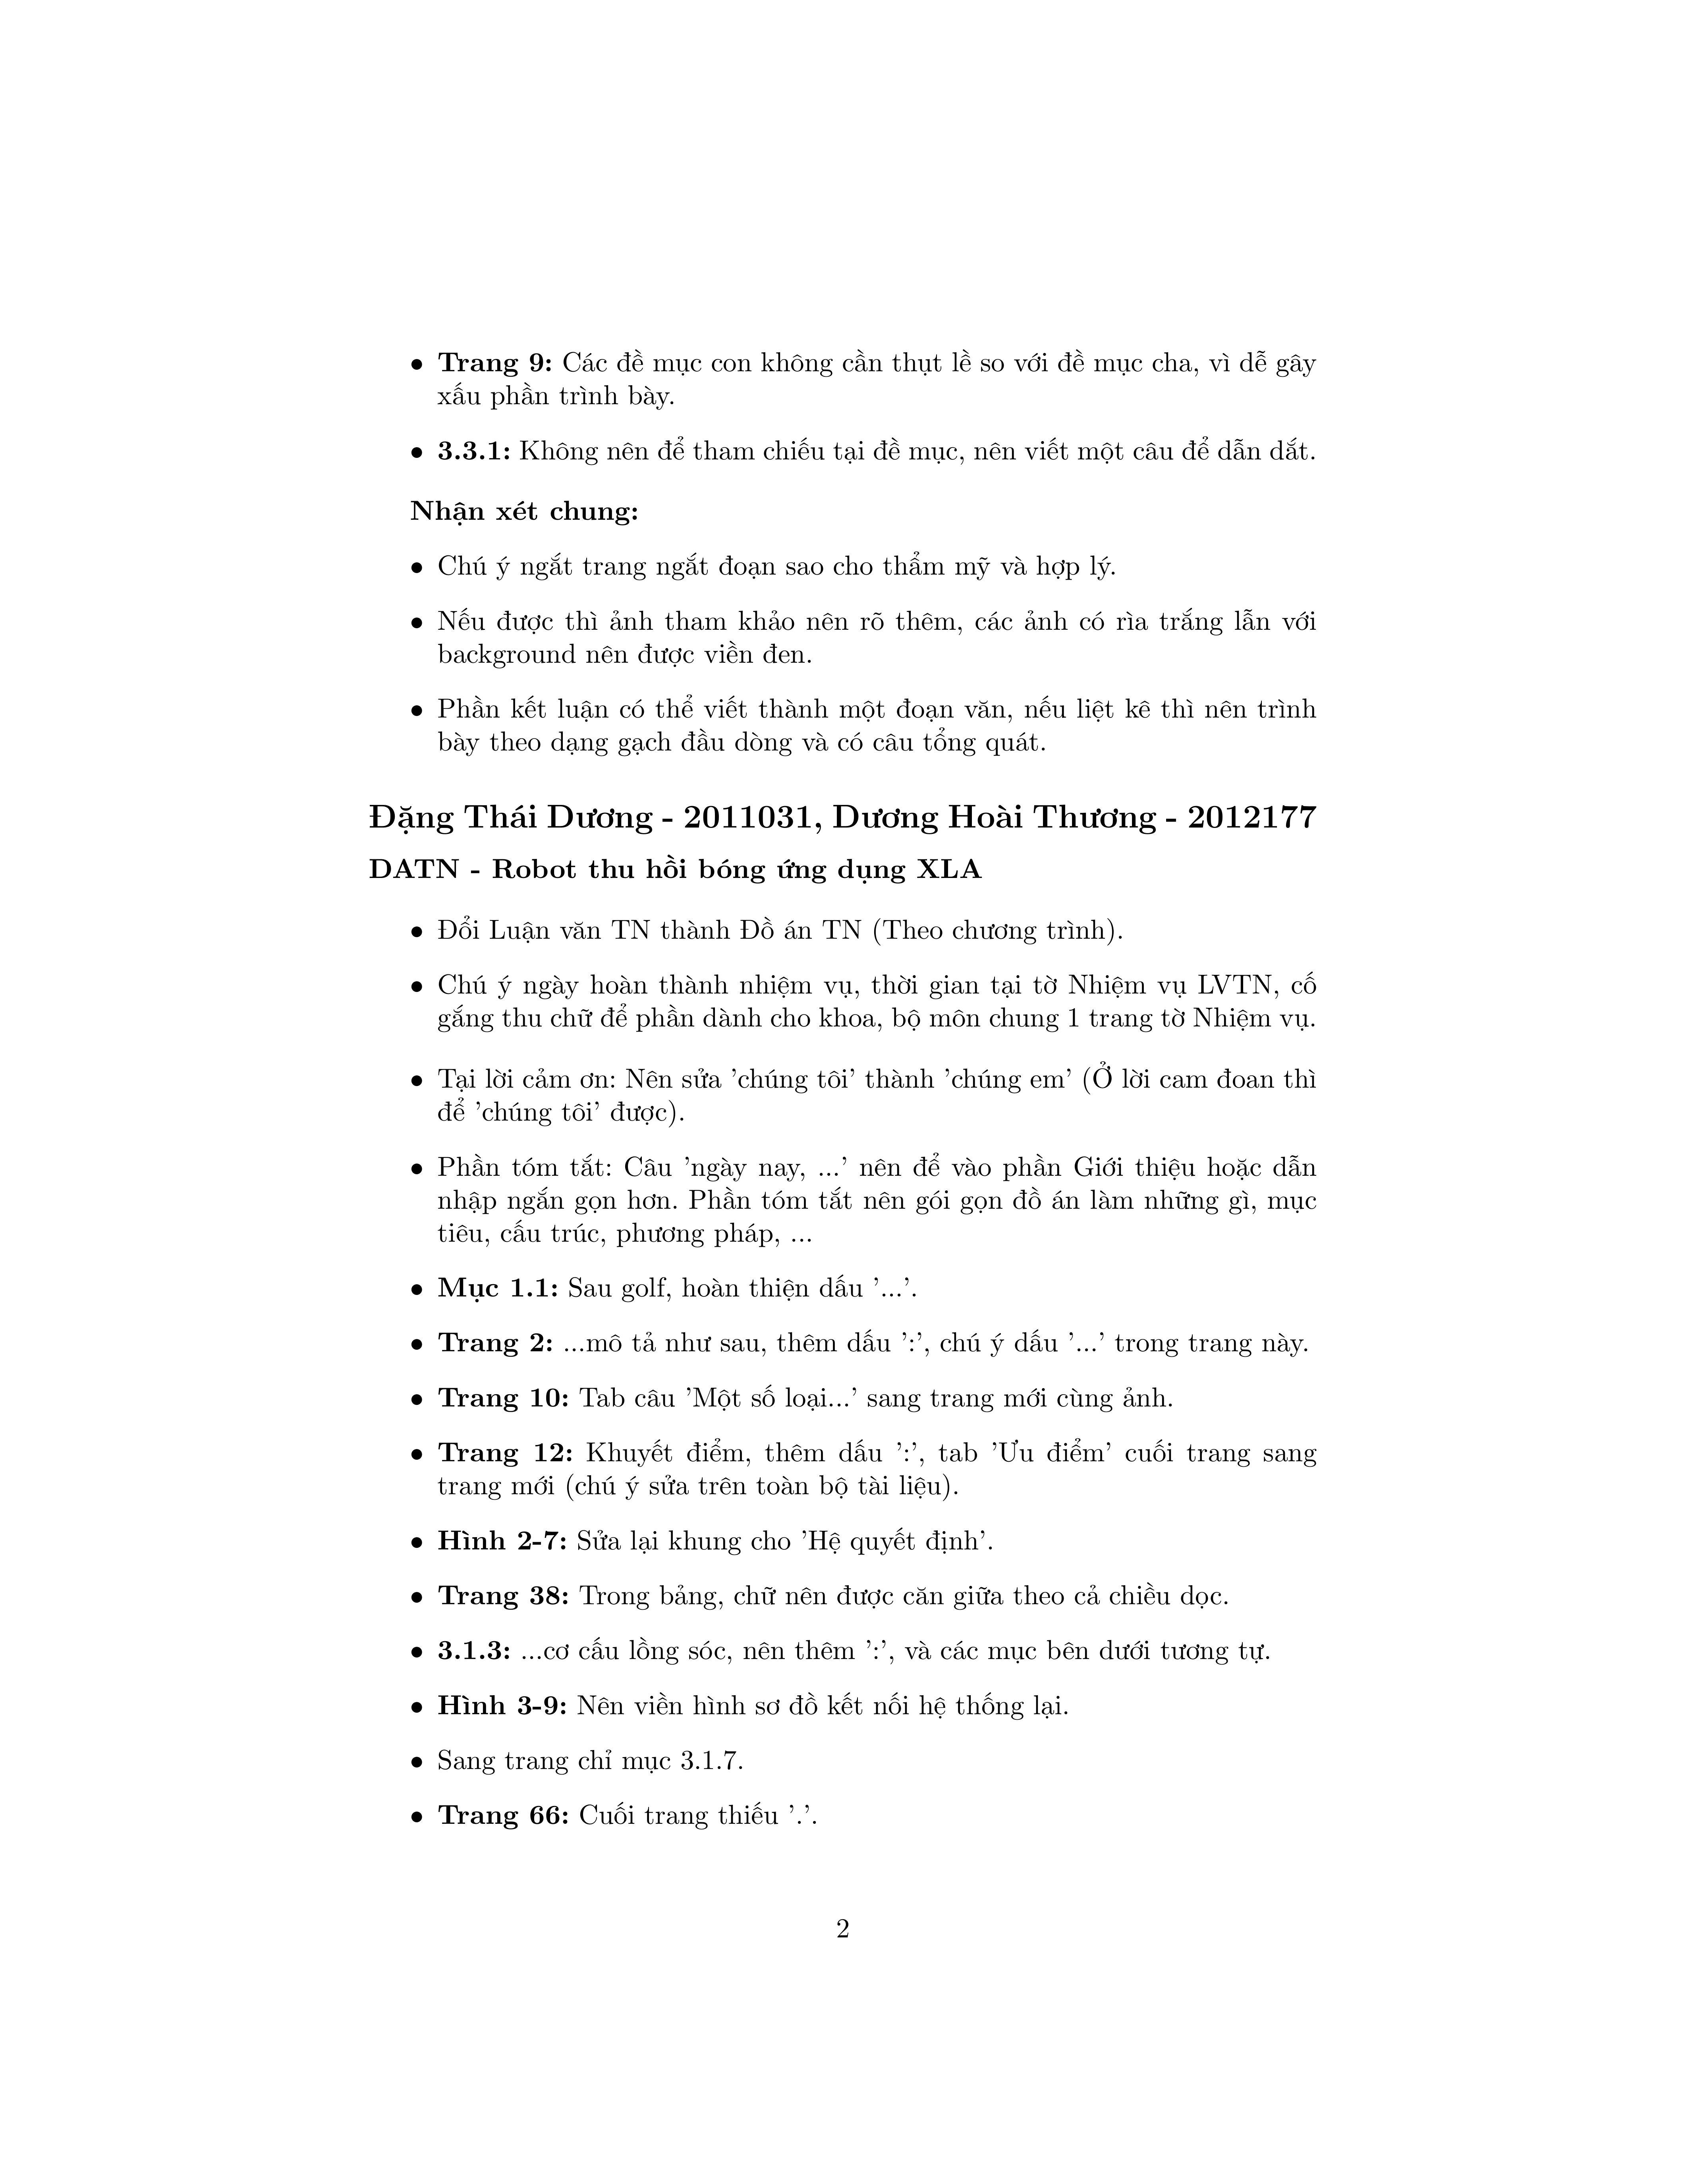 • Trang 9: Các đề mục con không cần thụt lề so với đề mục cha, vì dễ gây
xấu phần trình bày.
• 3.3.1: Không nên để tham chiếu tại đề mục, nên viết một câu để dẫn dắt.
Nhận xét chung:
• Chú ý ngắt trang ngắt đoạn sao cho thẩm mỹ và hợp lý.
• Nếu được thì ảnh tham khảo nên rõ thêm, các ảnh có rìa trắng lẫn với
background nên được viền đen.
• Phần kết luận có thể viết thành một đoạn văn, nếu liệt kê thì nên trình
bày theo dạng gạch đầu dòng và có câu tổng quát.
Đặng Thái Dương - 2011031, Dương Hoài Thương - 2012177
DATN - Robot thu hồi bóng ứng dụng XLA
• Đổi Luận văn TN thành Đồ án TN (Theo chương trình).
• Chú ý ngày hoàn thành nhiệm vụ, thời gian tại tờ Nhiệm vụ LVTN, cố
gắng thu chữ để phần dành cho khoa, bộ môn chung 1 trang tờ Nhiệm vụ.
• Tại lời cảm ơn: Nên sửa 'chúng tôi' thành 'chúng em' (Ở lời cam đoan thì
để 'chúng tôi' được).
• Phần tóm tắt: Câu 'ngày nay, ...' nên để vào phần Giới thiệu hoặc dẫn
nhập ngắn gọn hơn. Phần tóm tắt nên gói gọn đồ án làm những gì, mục
tiêu, cấu trúc, phương pháp, ...
• Mục 1.1: Sau golf, hoàn thiện dấu '...'.
• Trang 2: ...mô tả như sau, thêm dấu ':', chú ý dấu '...' trong trang này.
• Trang 10: Tab câu 'Một số loại...' sang trang mới cùng ảnh.
• Trang 12: Khuyết điểm, thêm dấu ':', tab 'Ưu điểm' cuối trang sang
trang mới (chú ý sửa trên toàn bộ tài liệu).
• Hình 2-7: Sửa lại khung cho 'Hệ quyết định'.
• Trang 38: Trong bảng, chữ nên được căn giữa theo cả chiều dọc.
• 3.1.3: ...cơ cấu lồng sóc, nên thêm ':', và các mục bên dưới tương tự.
• Hình 3-9: Nên viền hình sơ đồ kết nối hệ thống lại.
• Sang trang chỉ mục 3.1.7.
• Trang 66: Cuối trang thiếu '.'.
2